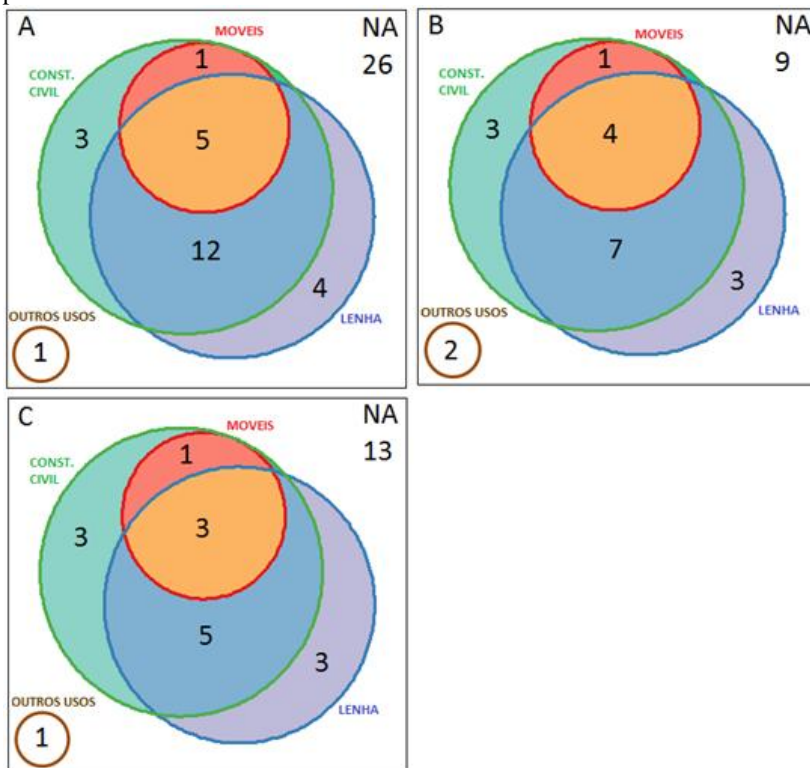 A
MOVEIS
NA
26
1
CONST.
CIVIL
3
5
12
4
OUTROS USOS
1
LENHA
B
MOVEIS
NA
9
1
CONST.
CIVIL
3
4
7
3
OUTROS USOS
2
LENHA
C
MOVEIS
NA
13
1
CONST.
CIVIL
3
3
5
3
OUTROS USOS
1
LENHA